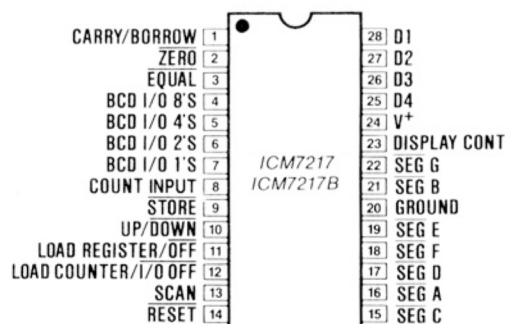 CARRY/BORROW 1
ZERO 2
EQUAL 3
BCD I/O 8'S 4
BCD I/O 4'S 5
BCD I/O 2'S 6
BCD I/O 1'S 7
COUNT INPUT 8
STORE 9
UP/DOWN 10
LOAD REGISTER/OFF 11
LOAD COUNTER/I/O OFF 12
SCAN 13
RESET 14
ICM7217
ICM7217B
28 D1
27 D2
26 D3
25 D4
24 V+
23 DISPLAY CONT
22 SEG G
21 SEG B
20 GROUND
19 SEG E
18 SEG F
17 SEG D
16 SEG A
15 SEG C